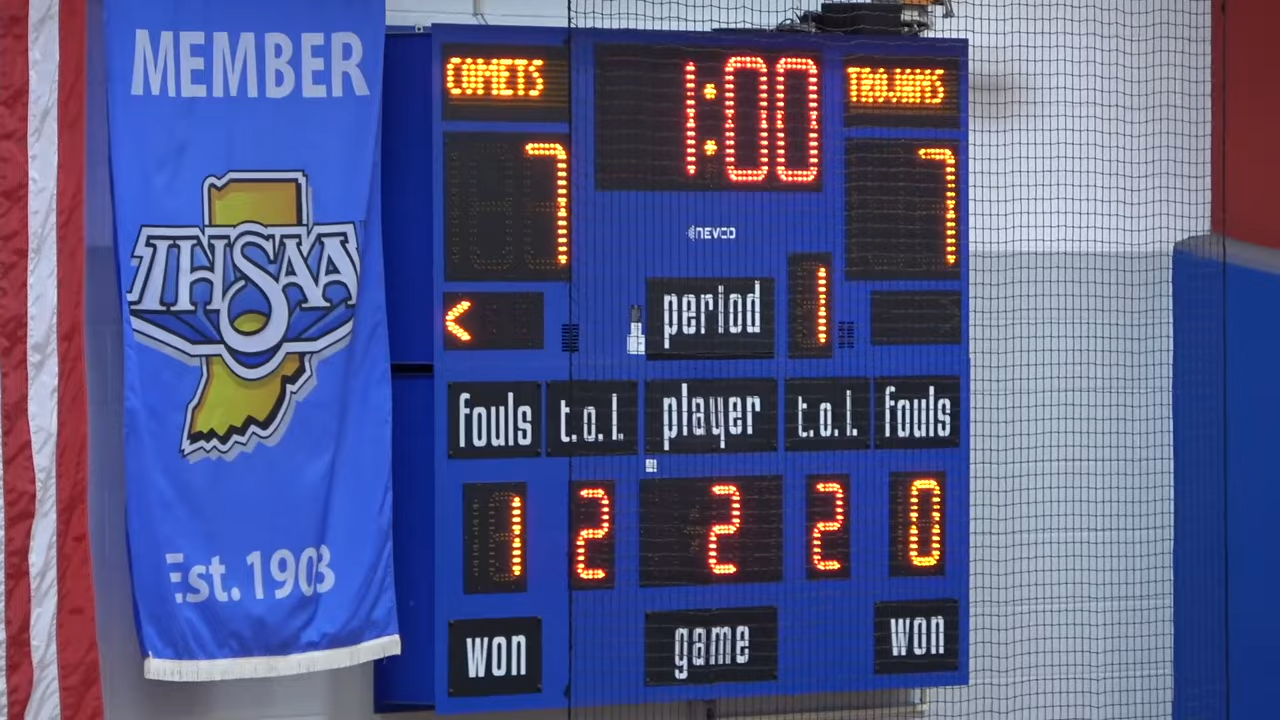 MEMBER
IHSAA
Est. 1903
COMETS 1:00 TROJANS
7 7
NEVCO
< period 1
fouls t.o.l. player t.o.l. fouls
1 2 2 2 0
won game won